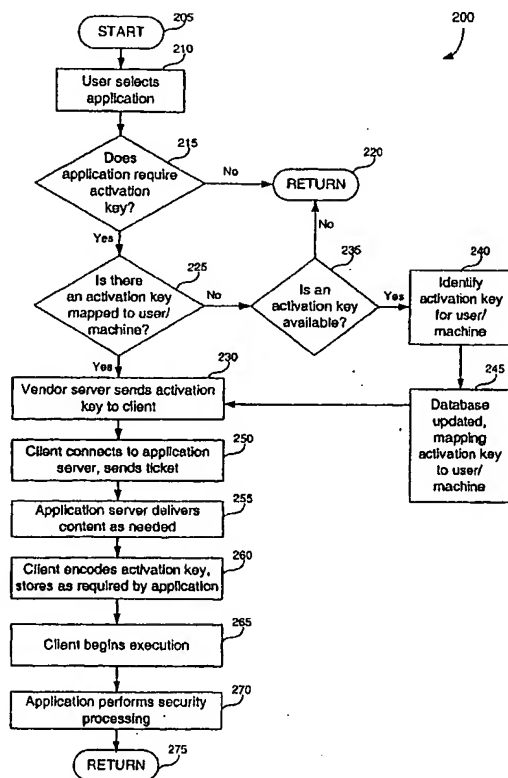 205
START
200
210
User selects
application
215
Does
application require
activation
key?
No
220
RETURN
Yes
No
225
Is there
an activation key
mapped to user/
machine?
No
235
Is an
activation key
available?
Yes
240
Identify
activation key
for user/
machine
Yes
230
Vendor server sends activation
key to client
245
Database
updated,
mapping
activation
key to user/
machine
250
Client connects to application
server, sends ticket
255
Application server delivers
content as needed
260
Client encodes activation key,
stores as required by application
265
Client begins execution
270
Application performs security
processing
RETURN
275